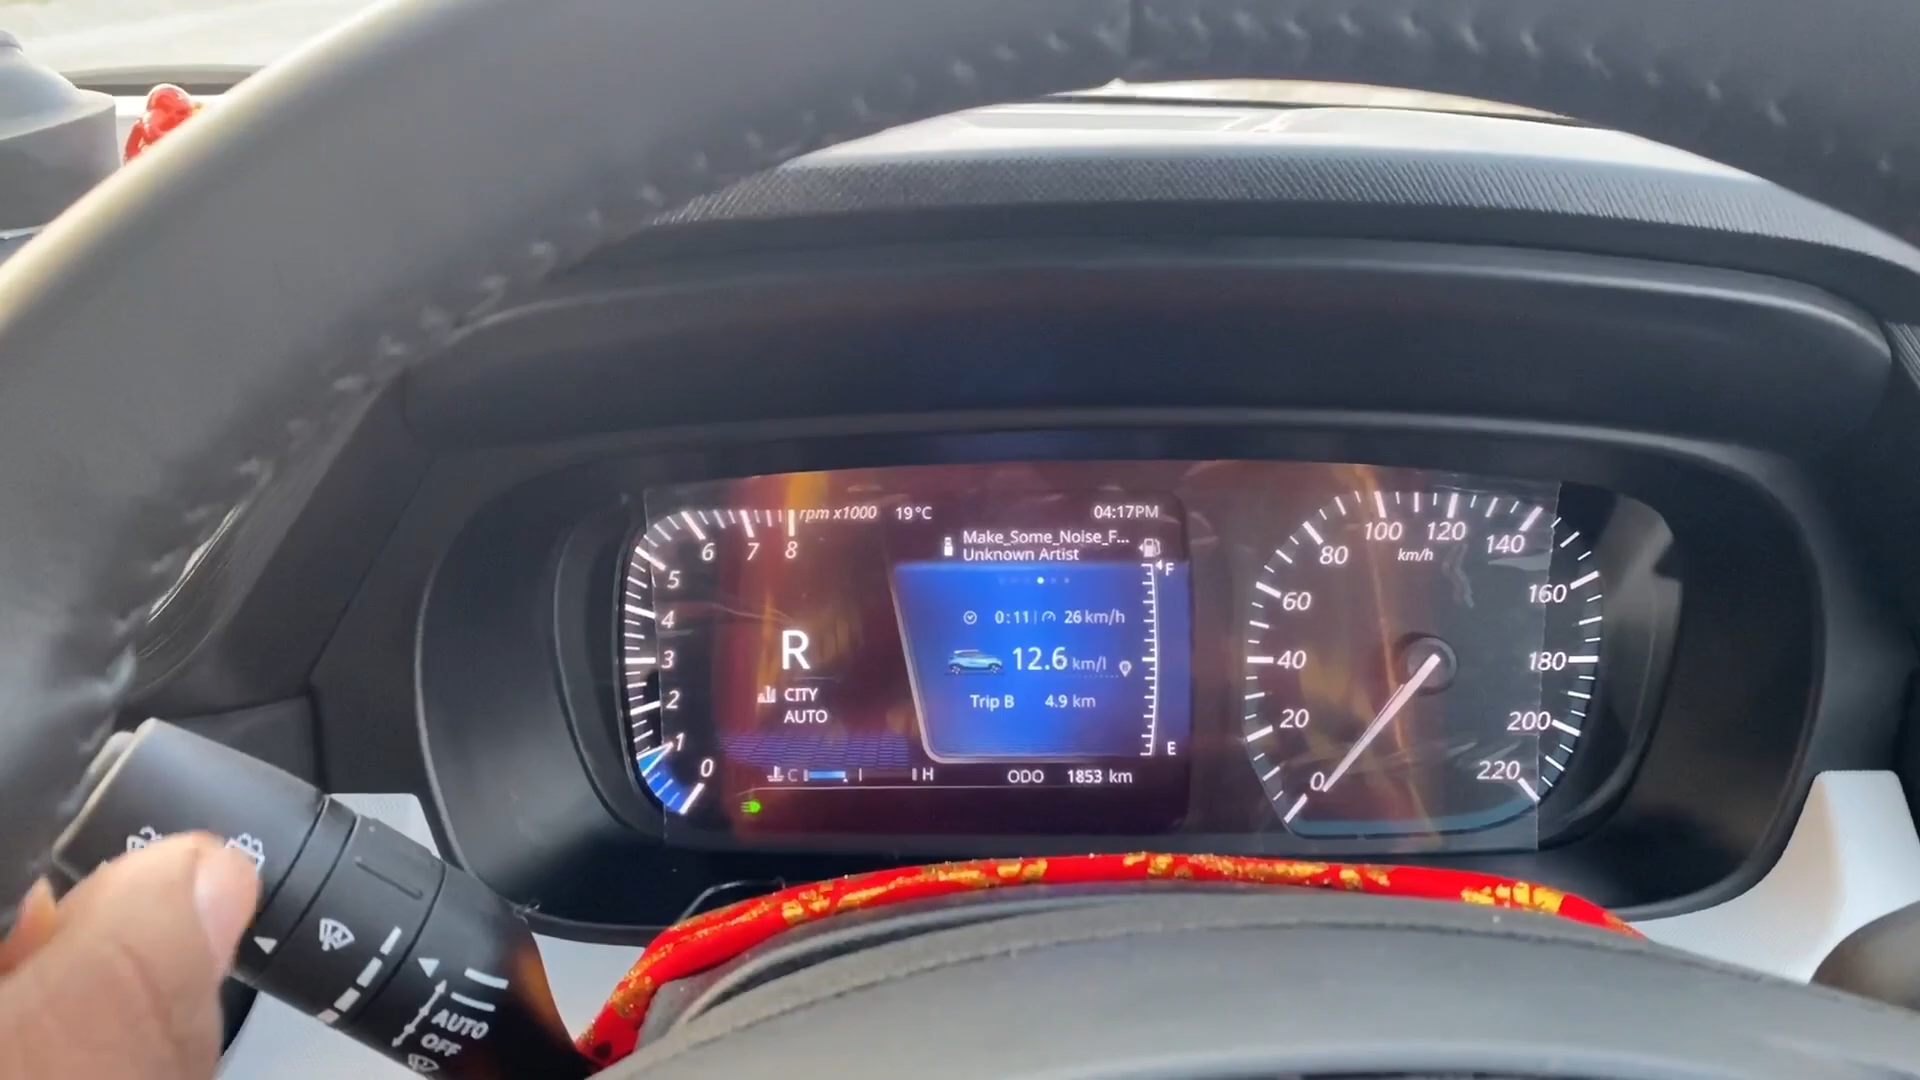 rpm x1000
19°C
04:17PM
Make_Some_Noise_F...
Unknown Artist
6 7 8
5
4
3
2
1
0
R
CITY
AUTO
0:11 26 km/h
12.6 km/l
Trip B 4.9 km
F
E
C H
ODO 1853 km
0
20
40
60
80
100
120
140
160
180
200
220
km/h
AUTO
OFF